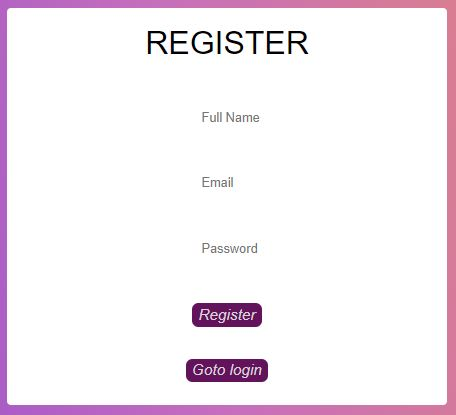 REGISTER
Full Name
Email
Password
Register
Goto login